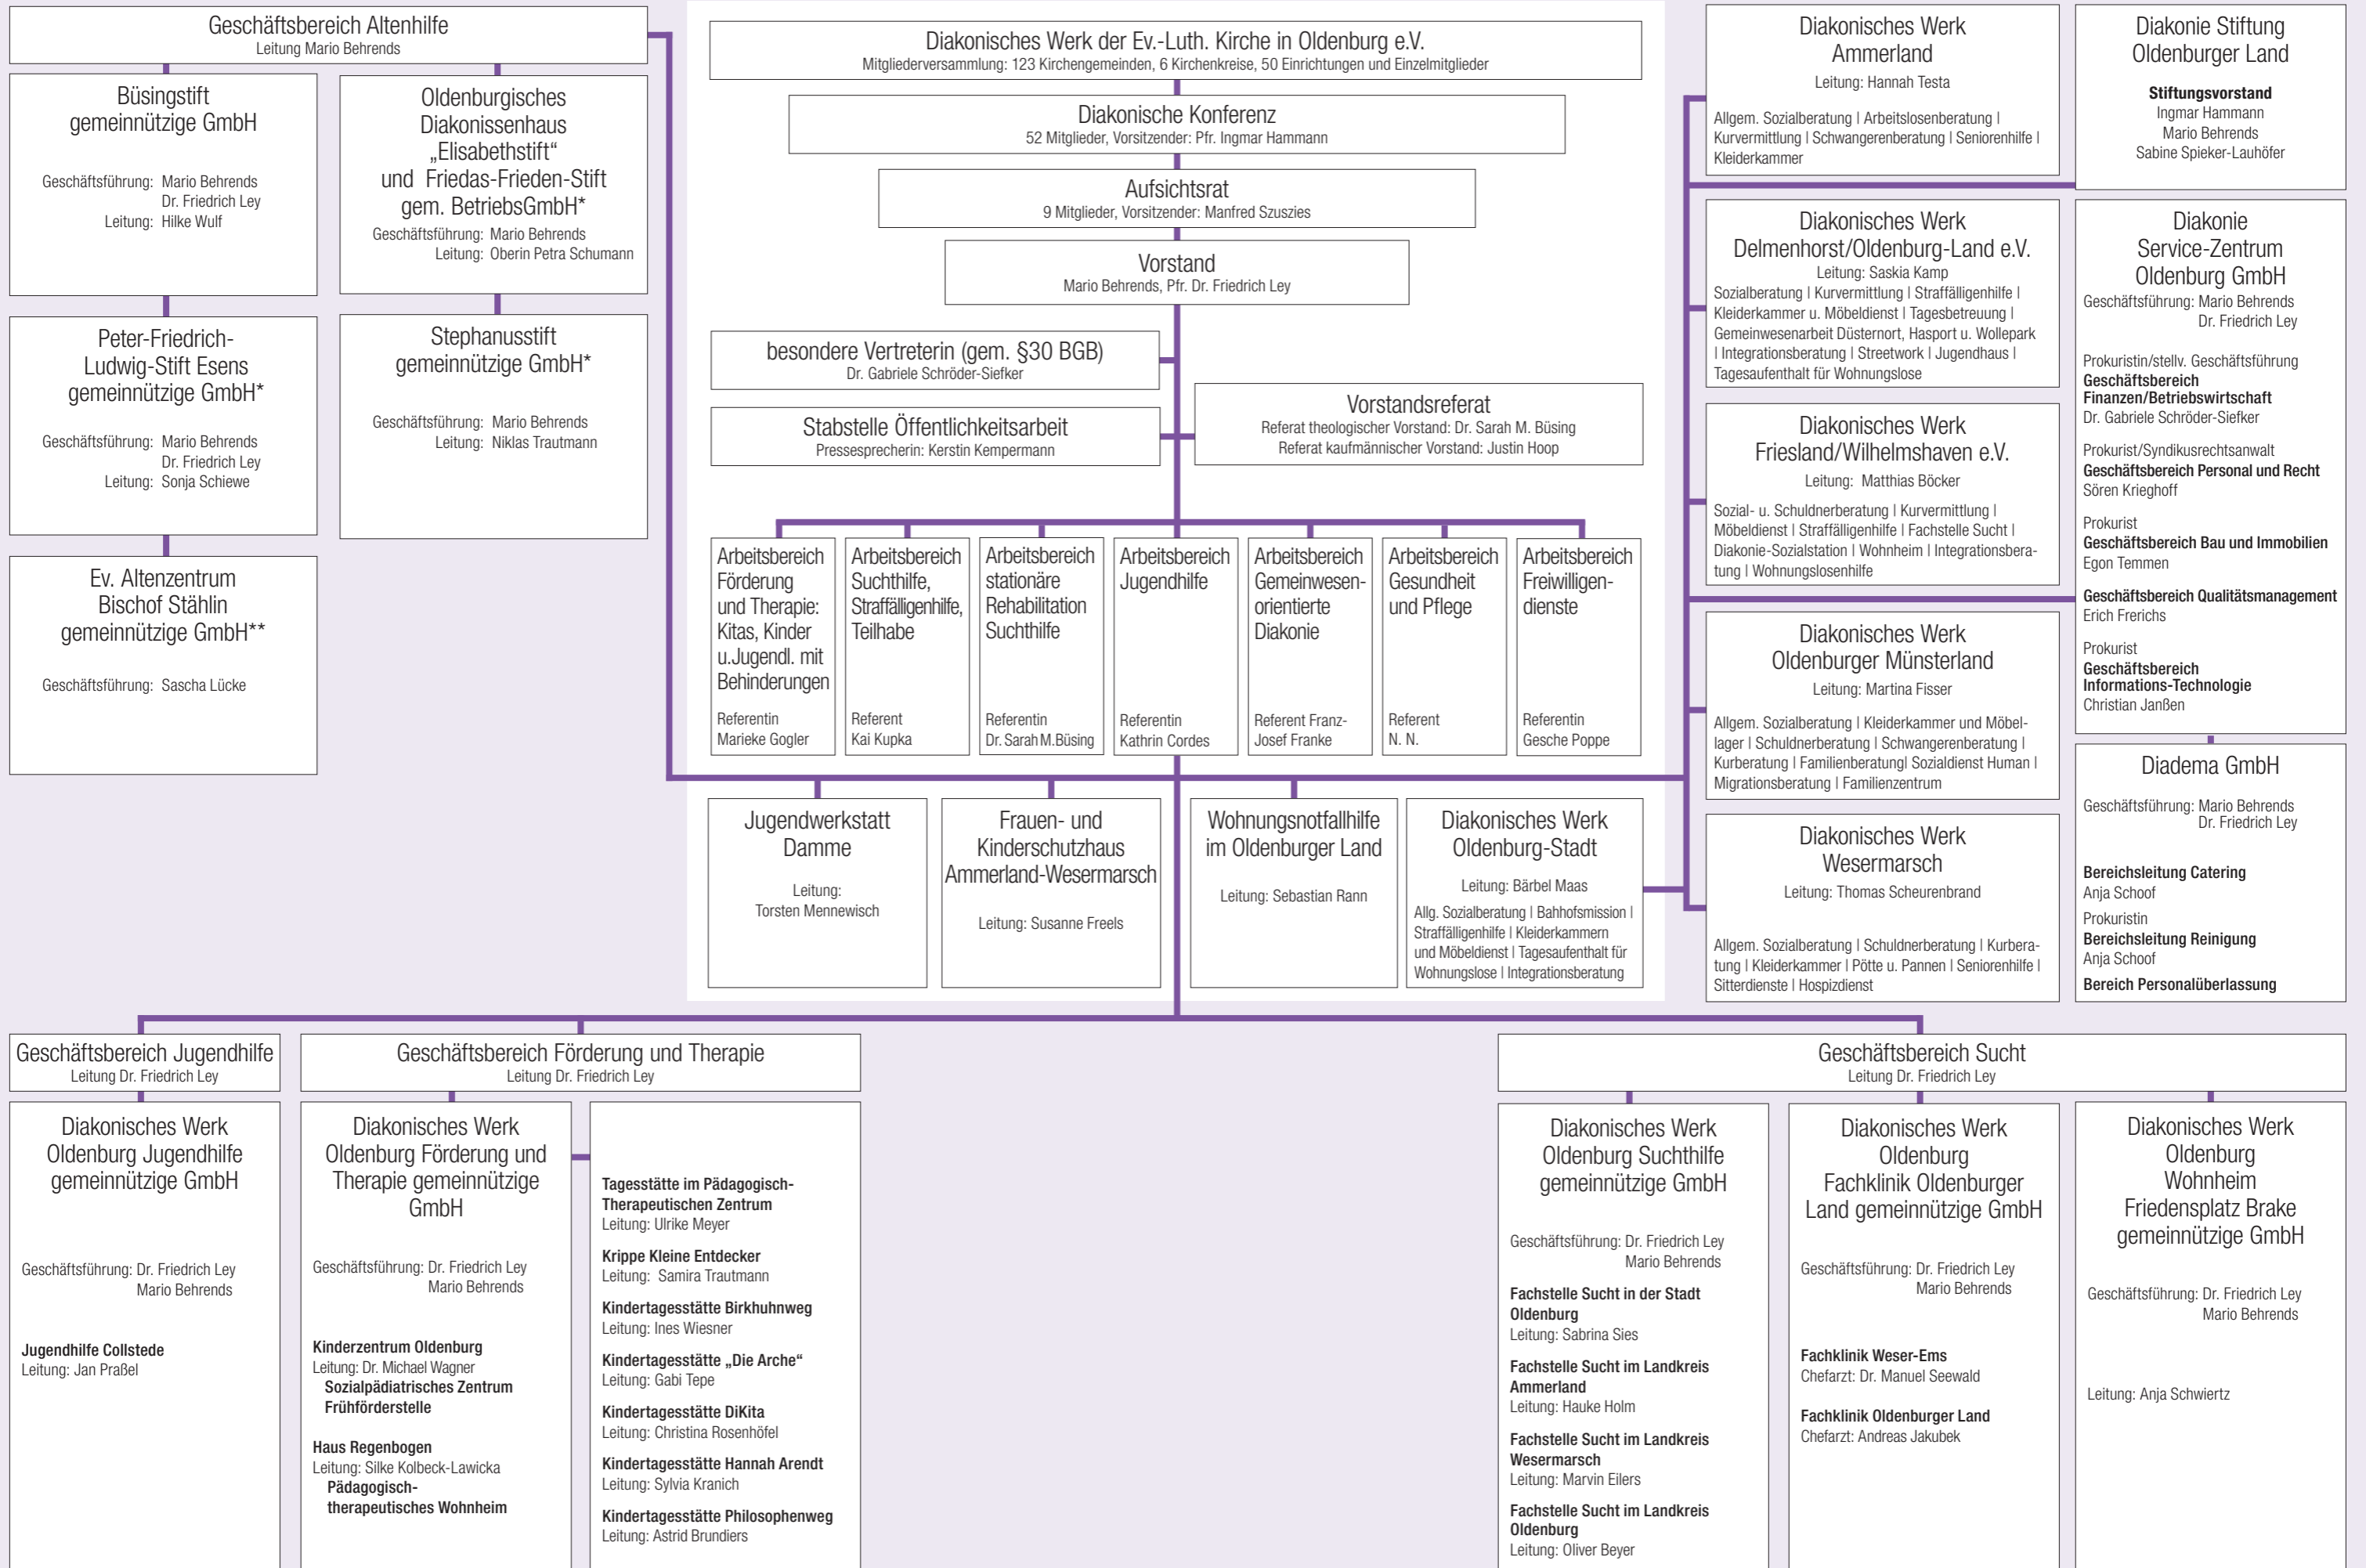 Geschäftsbereich Altenhilfe
Leitung Mario Behrends
Büsingstift
gemeinnützige GmbH
Geschäftsführung: Mario Behrends
Dr. Friedrich Ley
Leitung: Hilke Wulf
Oldenburgisches
Diakonissenhaus
„Elisabethstift“
und Friedas-Frieden-Stift
gem. BetriebsGmbH*
Geschäftsführung: Mario Behrends
Leitung: Oberin Petra Schumann
Peter-Friedrich-
Ludwig-Stift Esens
gemeinnützige GmbH*
Geschäftsführung: Mario Behrends
Dr. Friedrich Ley
Leitung: Sonja Schiewe
Stephanusstift
gemeinnützige GmbH*
Geschäftsführung: Mario Behrends
Leitung: Niklas Trautmann
Ev. Altenzentrum
Bischof Stählin
gemeinnützige GmbH**
Geschäftsführung: Sascha Lücke
Diakonisches Werk der Ev.-Luth. Kirche in Oldenburg e.V.
Mitgliederversammlung: 123 Kirchengemeinden, 6 Kirchenkreise, 50 Einrichtungen und Einzelmitglieder
Diakonische Konferenz
52 Mitglieder, Vorsitzender: Pfr. Ingmar Hammann
Aufsichtsrat
9 Mitglieder, Vorsitzender: Manfred Szuszies
Vorstand
Mario Behrends, Pfr. Dr. Friedrich Ley
besondere Vertreterin (gem. §30 BGB)
Dr. Gabriele Schröder-Siefker
Stabstelle Öffentlichkeitsarbeit
Pressesprecherin: Kerstin Kempermann
Vorstandsreferat
Referat theologischer Vorstand: Dr. Sarah M. Büsing
Referat kaufmännischer Vorstand: Justin Hoop
Arbeitsbereich
Förderung
und Therapie:
Kitas, Kinder
u.Jugendl. mit
Behinderungen
Referentin
Marieke Gogler
Arbeitsbereich
Suchthilfe,
Straffälligenhilfe,
Teilhabe
Referent
Kai Kupka
Arbeitsbereich
stationäre
Rehabilitation
Suchthilfe
Referentin
Dr. Sarah M.Büsing
Arbeitsbereich
Jugendhilfe
Referentin
Kathrin Cordes
Arbeitsbereich
Gemeinwesen-
orientierte
Diakonie
Referent Franz-
Josef Franke
Arbeitsbereich
Gesundheit
und Pflege
Referent
N. N.
Arbeitsbereich
Freiwilligen-
dienste
Referentin
Gesche Poppe
Jugendwerkstatt
Damme
Leitung:
Torsten Mennewisch
Frauen- und
Kinderschutzhaus
Ammerland-Wesermarsch
Leitung: Susanne Freels
Wohnungsnotfallhilfe
im Oldenburger Land
Leitung: Sebastian Rann
Diakonisches Werk
Oldenburg-Stadt
Leitung: Bärbel Maas
Allg. Sozialberatung | Bahhofsmission |
Straffälligenhilfe | Kleiderkammern
und Möbeldienst | Tagesaufenthalt für
Wohnungslose | Integrationsberatung
Diakonisches Werk
Ammerland
Leitung: Hannah Testa
Allgem. Sozialberatung | Arbeitslosenberatung |
Kurvermittlung | Schwangerenberatung | Seniorenhilfe |
Kleiderkammer
Diakonisches Werk
Delmenhorst/Oldenburg-Land e.V.
Leitung: Saskia Kamp
Sozialberatung | Kurvermittlung | Straffälligenhilfe |
Kleiderkammer u. Möbeldienst | Tagesbetreuung |
Gemeinwesenarbeit Düsternort, Hasport u. Wollepark
| Integrationsberatung | Streetwork | Jugendhaus |
Tagesaufenthalt für Wohnungslose
Diakonisches Werk
Friesland/Wilhelmshaven e.V.
Leitung: Matthias Böcker
Sozial- u. Schuldnerberatung | Kurvermittlung |
Möbeldienst | Straffälligenhilfe | Fachstelle Sucht |
Diakonie-Sozialstation | Wohnheim | Integrationsbera-
tung | Wohnungslosenhilfe
Diakonisches Werk
Oldenburger Münsterland
Leitung: Martina Fisser
Allgem. Sozialberatung | Kleiderkammer und Möbel-
lager | Schuldnerberatung | Schwangerenberatung |
Kurberatung | Familienberatung| Sozialdienst Human |
Migrationsberatung | Familienzentrum
Diakonisches Werk
Wesermarsch
Leitung: Thomas Scheurenbrand
Allgem. Sozialberatung | Schuldnerberatung | Kurbera-
tung | Kleiderkammer | Pötte u. Pannen | Seniorenhilfe |
Sitterdienste | Hospizdienst
Diakonie Stiftung
Oldenburger Land
Stiftungsvorstand
Ingmar Hammann
Mario Behrends
Sabine Spieker-Lauhöfer
Diakonie
Service-Zentrum
Oldenburg GmbH
Geschäftsführung: Mario Behrends
Dr. Friedrich Ley
Prokuristin/stellv. Geschäftsführung
Geschäftsbereich
Finanzen/Betriebswirtschaft
Dr. Gabriele Schröder-Siefker
Prokurist/Syndikusrechtsanwalt
Geschäftsbereich Personal und Recht
Sören Krieghoff
Prokurist
Geschäftsbereich Bau und Immobilien
Egon Temmen
Geschäftsbereich Qualitätsmanagement
Erich Frerichs
Prokurist
Geschäftsbereich
Informations-Technologie
Christian Janßen
Diadema GmbH
Geschäftsführung: Mario Behrends
Dr. Friedrich Ley
Bereichsleitung Catering
Anja Schoof
Prokuristin
Bereichsleitung Reinigung
Anja Schoof
Bereich Personalüberlassung
Geschäftsbereich Jugendhilfe
Leitung Dr. Friedrich Ley
Diakonisches Werk
Oldenburg Jugendhilfe
gemeinnützige GmbH
Geschäftsführung: Dr. Friedrich Ley
Mario Behrends
Jugendhilfe Collstede
Leitung: Jan Praßel
Geschäftsbereich Förderung und Therapie
Leitung Dr. Friedrich Ley
Diakonisches Werk
Oldenburg Förderung und
Therapie gemeinnützige
GmbH
Geschäftsführung: Dr. Friedrich Ley
Mario Behrends
Kinderzentrum Oldenburg
Leitung: Dr. Michael Wagner
Sozialpädiatrisches Zentrum
Frühförderstelle
Haus Regenbogen
Leitung: Silke Kolbeck-Lawicka
Pädagogisch-
therapeutisches Wohnheim
Tagesstätte im Pädagogisch-
Therapeutischen Zentrum
Leitung: Ulrike Meyer
Krippe Kleine Entdecker
Leitung: Samira Trautmann
Kindertagesstätte Birkhuhnweg
Leitung: Ines Wiesner
Kindertagesstätte „Die Arche“
Leitung: Gabi Tepe
Kindertagesstätte DiKita
Leitung: Christina Rosenhöfel
Kindertagesstätte Hannah Arendt
Leitung: Sylvia Kranich
Kindertagesstätte Philosophenweg
Leitung: Astrid Brundiers
Geschäftsbereich Sucht
Leitung Dr. Friedrich Ley
Diakonisches Werk
Oldenburg Suchthilfe
gemeinnützige GmbH
Geschäftsführung: Dr. Friedrich Ley
Mario Behrends
Fachstelle Sucht in der Stadt
Oldenburg
Leitung: Sabrina Sies
Fachstelle Sucht im Landkreis
Ammerland
Leitung: Hauke Holm
Fachstelle Sucht im Landkreis
Wesermarsch
Leitung: Marvin Eilers
Fachstelle Sucht im Landkreis
Oldenburg
Leitung: Oliver Beyer
Diakonisches Werk
Oldenburg
Fachklinik Oldenburger
Land gemeinnützige GmbH
Geschäftsführung: Dr. Friedrich Ley
Mario Behrends
Fachklinik Weser-Ems
Chefarzt: Dr. Manuel Seewald
Fachklinik Oldenburger Land
Chefarzt: Andreas Jakubek
Diakonisches Werk
Oldenburg
Wohnheim
Friedensplatz Brake
gemeinnützige GmbH
Geschäftsführung: Dr. Friedrich Ley
Mario Behrends
Leitung: Anja Schwiertz